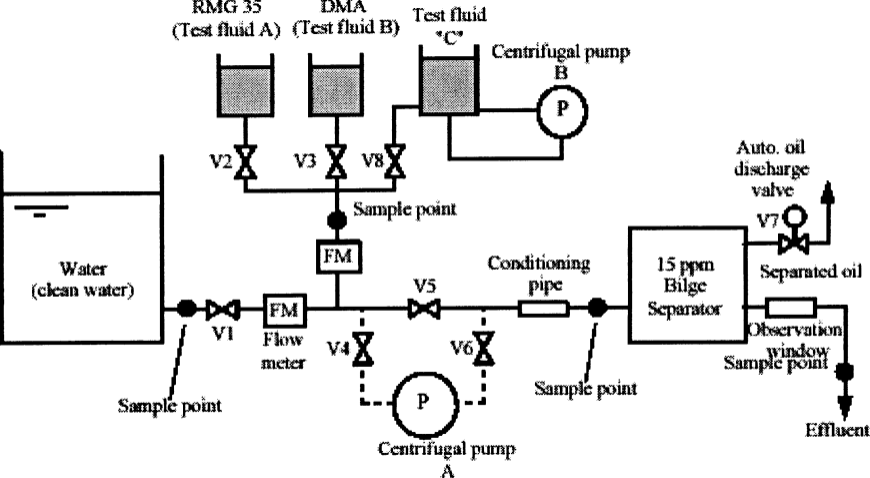 RMG 35
(Test fluid A)
DMA
(Test fluid B)
Test fluid
"C"
Centrifugal pump
B
P
V2
V3
V8
Auto. oil
discharge
valve
V7
Sample point
FM
Water
(clean water)
Conditioning
pipe
15 ppm
Bilge
Separator
Separated oil
V5
V1
FM
Flow
meter
V4
V6
Observation
window
Sample point
Sample point
Sample point
P
Effluent
Centrifugal pump
A